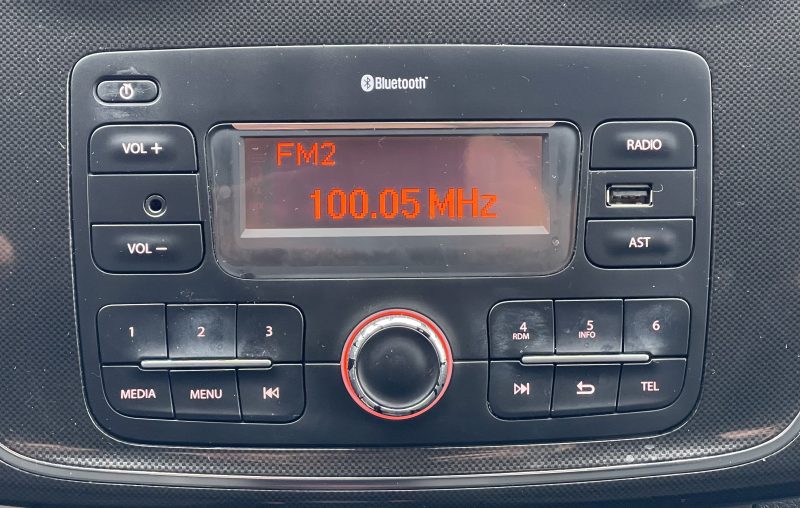 Bluetooth™
VOL +
FM2
100.05 MHz
RADIO
VOL –
AST
1
2
3
4
RDM
5
INFO
6
MEDIA
MENU
TEL